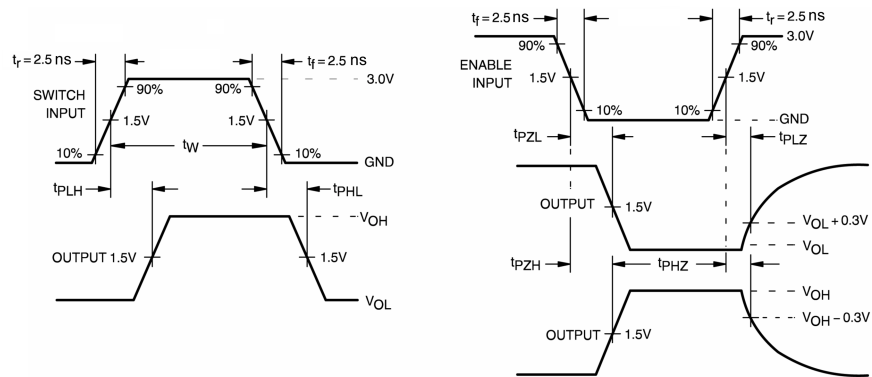 tr = 2.5 ns
tf = 2.5 ns
3.0V
90%
90%
SWITCH
INPUT
1.5V
1.5V
tW
10%
10%
GND
tPLH
tPHL
VOH
OUTPUT 1.5V
1.5V
VOL
tf = 2.5 ns
tr = 2.5 ns
3.0V
90%
90%
ENABLE
INPUT
1.5V
1.5V
10%
10%
GND
tPZL
tPLZ
OUTPUT
1.5V
VOL + 0.3V
VOL
tPZH
tPHZ
VOH
VOH – 0.3V
OUTPUT
1.5V